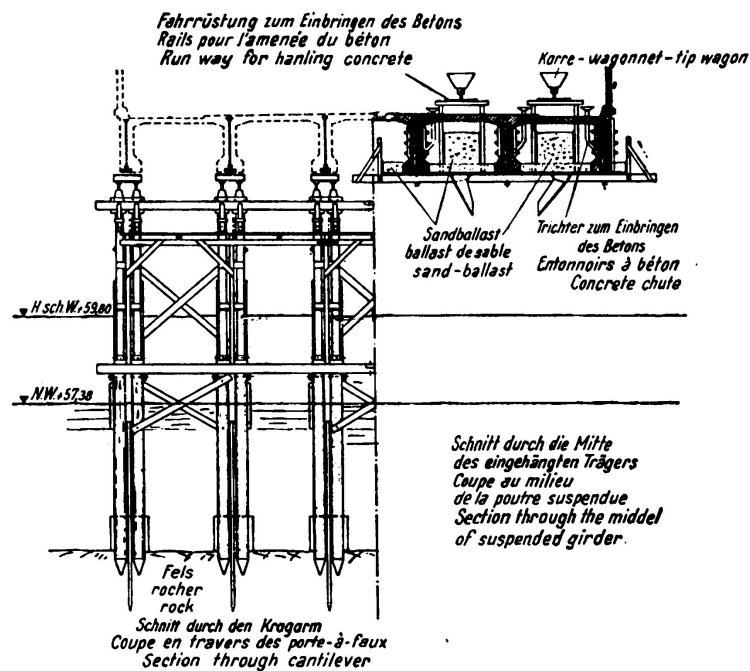 Fahrrüstung zum Einbringen des Betons
Rails pour l'amenée du béton
Run way for hanling concrete
Karre - wagonnet - tip wagon
Sandballast
ballast de sable
sand-ballast
Trichter zum Einbringen
des Betons
Entonnoirs à béton
Concrete chute
H.sch.W.+59,80
N.W.+57,38
Schnitt durch die Mitte
des eingehängten Trägers
Coupe au milieu
de la poutre suspendue
Section through the middel
of suspended girder.
Fels
rocher
rock
Schnitt durch den Kragarm
Coupe en travers des porte-à-faux
Section through cantilever